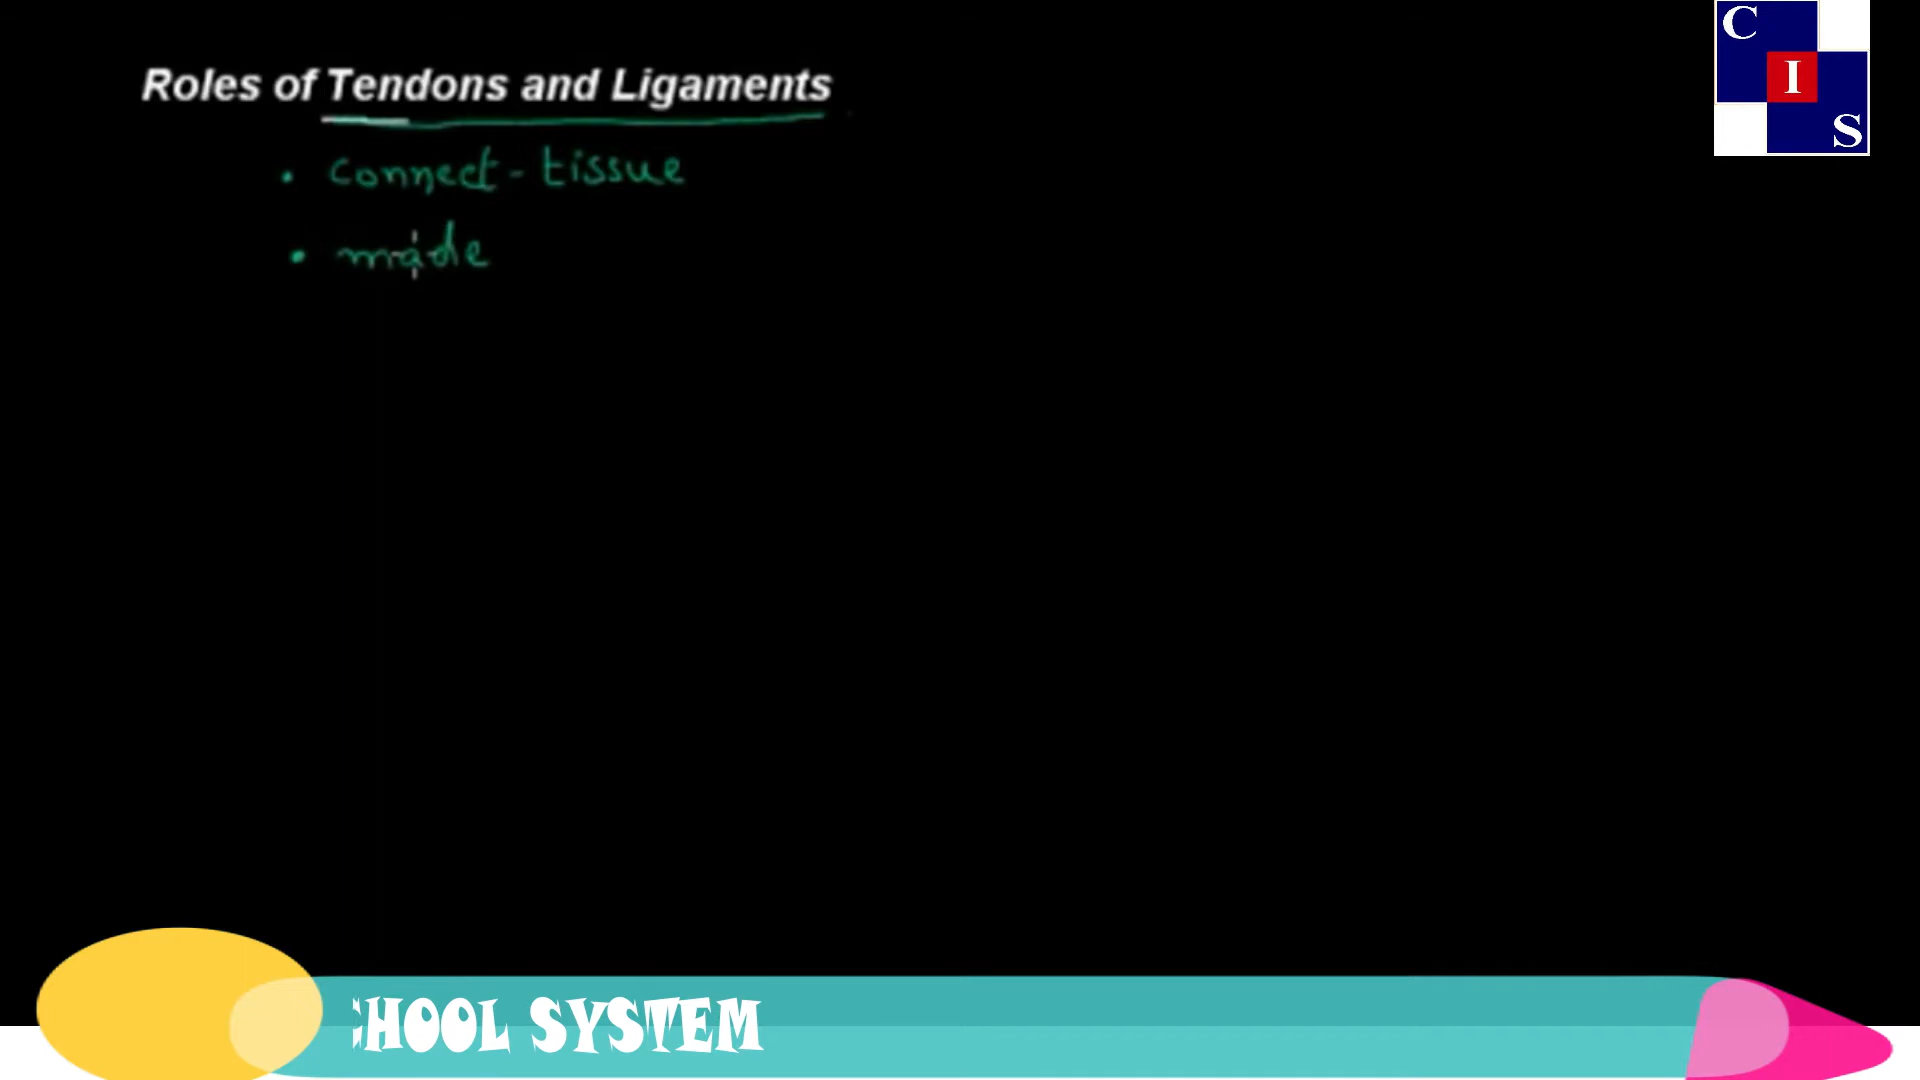 Roles of Tendons and Ligaments
• connect-tissue
• made
C
I
S
HOOL SYSTEM